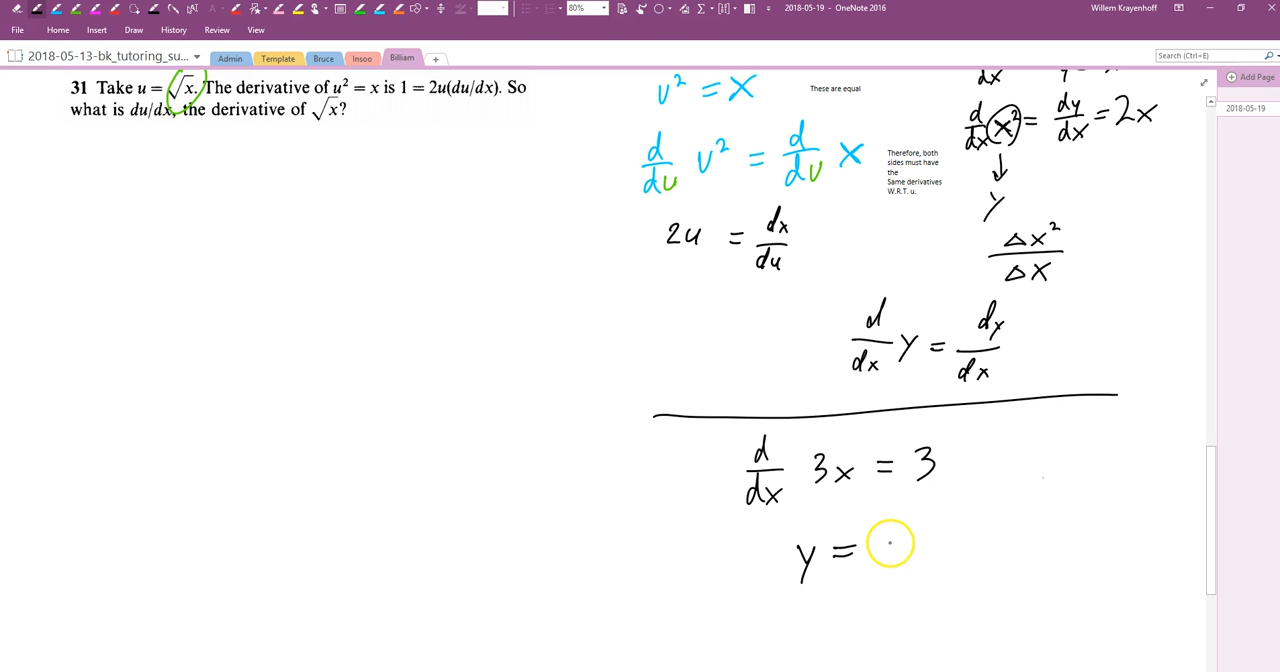 80%
2018-05-19 - OneNote 2016
Willem Krayenhoff
File Home Insert Draw History Review View
2018-05-13-bk_tutoring_su...
Admin Template Bruce Insoo Billiam
Search (Ctrl+E)
Add Page
2018-05-19
31 Take u = √x. The derivative of u² = x is 1 = 2u(du/dx). So
what is du/dx, the derivative of √x?
U² = X
These are equal
d/dU U² = d/dU X
Therefore, both
sides must have
the
Same derivatives
W.R.T. u.
2u = dx/du
dx
d/dx x² = dy/dx = 2x
↓
y
Δx²/Δx
d/dx y = dy/dx
d/dx 3x = 3
y =